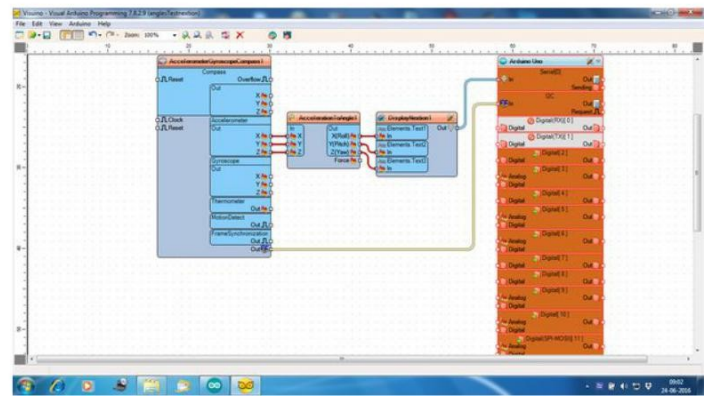 Visuino - Visual Arduino Programming 7.8.2.9 (anglesTestnextion)
File Edit View Arduino Help
Zoom: 100%
AccelerometerGyroscopeCompass1
Compass
Reset
Overflow
Out
X
Y
Z
Clock
Reset
Accelerometer
Out
X
Y
Z
Gyroscope
Out
X
Y
Z
Thermometer
Out
MotionDetect
Out
FrameSynchronization
Out
Out
AccelerationToAngle1
In
X
Y
Z
Out
X(Roll)
Y(Pitch)
Z(Yaw)
Force
DisplayNextion1
Elements.Text1
In
Elements.Text2
In
Elements.Text3
In
Out
Arduino Uno
Serial[0]
In
Out
Sending
I2C
In
Out
Request
Digital(RX)[ 0 ]
Digital
Out
Digital(TX)[ 1 ]
Digital
Out
Digital[ 2 ]
Digital
Out
Digital[ 3 ]
Analog
Out
Digital
Digital[ 4 ]
Digital
Out
Digital[ 5 ]
Analog
Out
Digital
Digital[ 6 ]
Analog
Out
Digital
Digital[ 7 ]
Digital
Out
Digital[ 8 ]
Digital
Out
Digital[ 9 ]
Analog
Out
Digital
Digital[ 10 ]
Analog
Out
Digital
Digital(SPI-MOSI)[ 11 ]
Analog
Out
Digital
09:02
24-06-2016